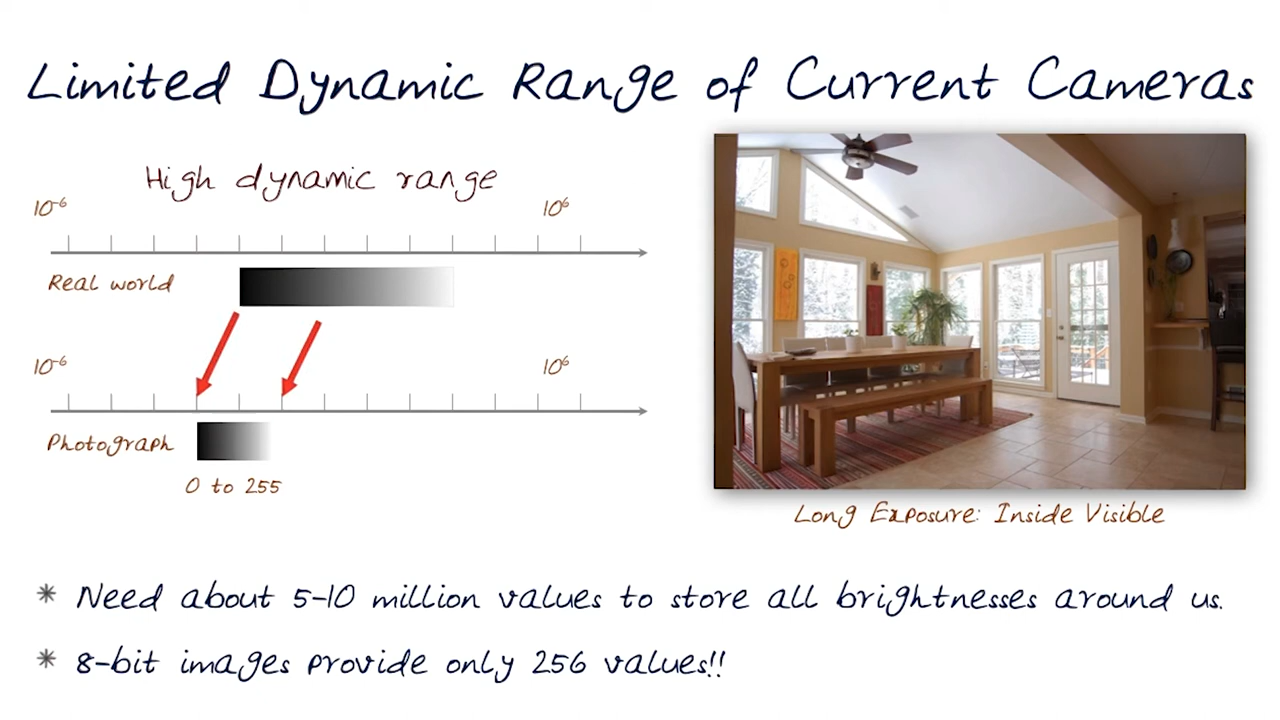 Limited Dynamic Range of Current Cameras
High dynamic range
10⁻⁶ 10⁶
Real world
10⁻⁶ 10⁶
Photograph
0 to 255
Long Exposure: Inside Visible
* Need about 5-10 million values to store all brightnesses around us.
* 8-bit images provide only 256 values!!